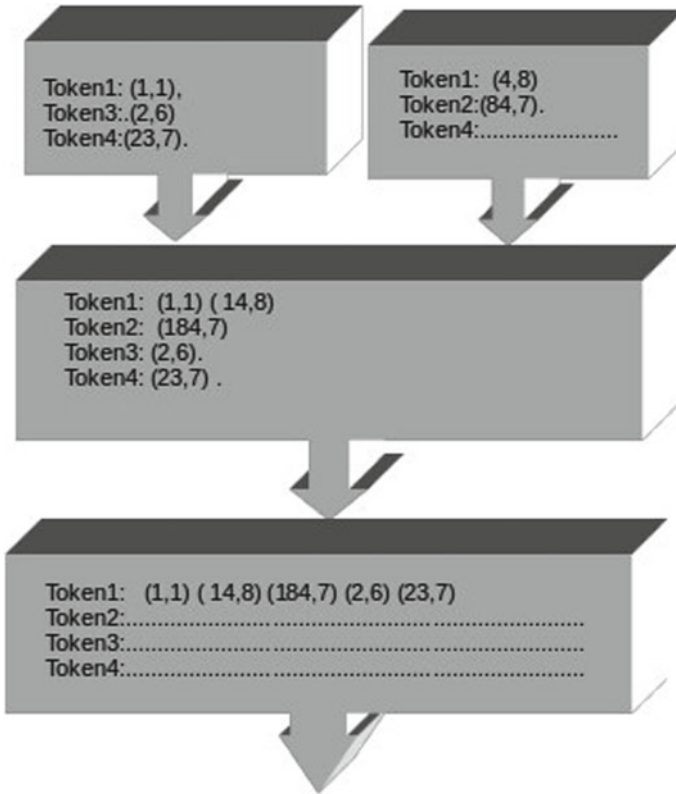 Token1: (1,1),
Token3:.(2,6)
Token4:(23,7).
Token1: (4,8)
Token2:(84,7).
Token4:......................
Token1: (1,1) ( 14,8)
Token2: (184,7)
Token3: (2,6).
Token4: (23,7) .
Token1: (1,1) ( 14,8) (184,7) (2,6) (23,7)
Token2:........................................................................
Token3:........................................................................
Token4:........................................................................